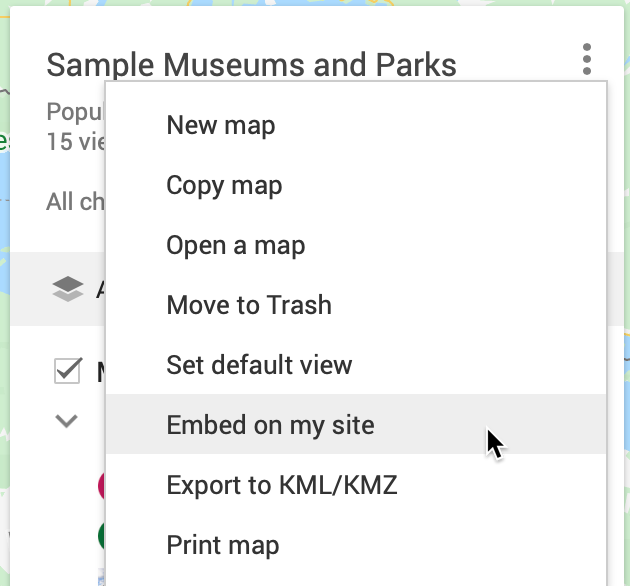 Sample Museums and Parks
Popul
15 vie
All ch
New map
Copy map
Open a map
Move to Trash
Set default view
Embed on my site
Export to KML/KMZ
Print map